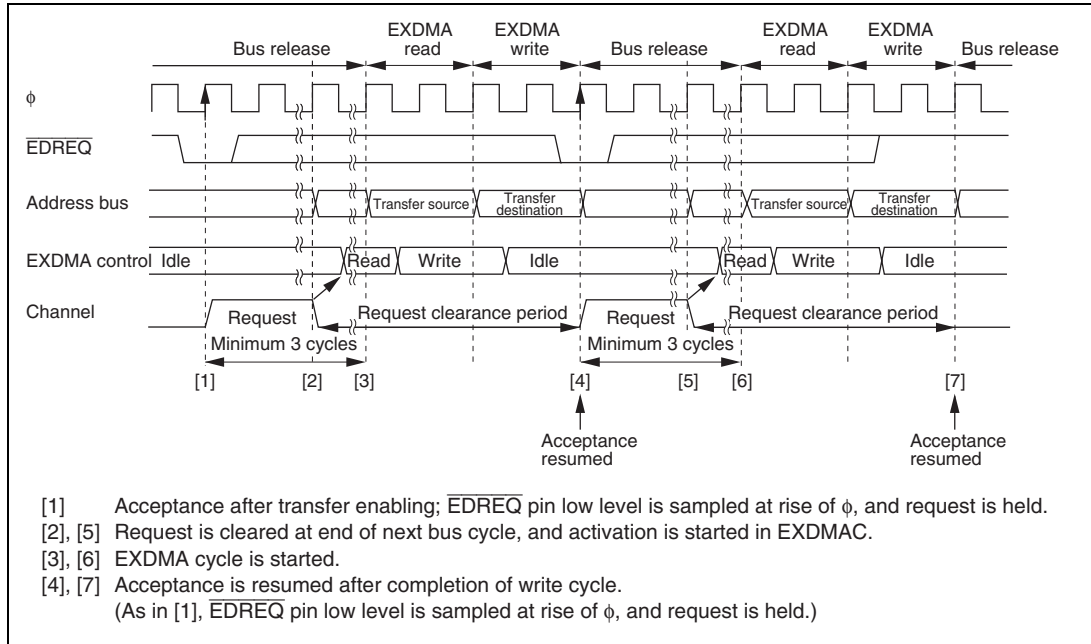 EXDMA read
EXDMA write
EXDMA read
EXDMA write
Bus release
Bus release
Bus release
φ
EDREQ
Address bus
Transfer source
Transfer destination
Transfer source
Transfer destination
EXDMA control
Idle
Read
Write
Idle
Read
Write
Idle
Channel
Request
Request clearance period
Request
Request clearance period
Minimum 3 cycles
Minimum 3 cycles
[1]
[2]
[3]
[4]
[5]
[6]
[7]
Acceptance resumed
Acceptance resumed
[1] Acceptance after transfer enabling; EDREQ pin low level is sampled at rise of φ, and request is held.
[2], [5] Request is cleared at end of next bus cycle, and activation is started in EXDMAC.
[3], [6] EXDMA cycle is started.
[4], [7] Acceptance is resumed after completion of write cycle.
(As in [1], EDREQ pin low level is sampled at rise of φ, and request is held.)